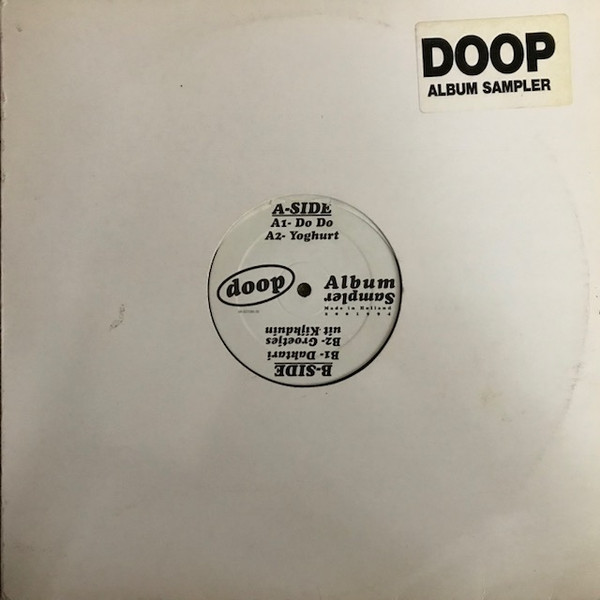 DOOP
ALBUM SAMPLER
A-SIDE
A1- Do Do
A2- Yoghurt
doop
Album
Sampler
Made in Holland
B-SIDE
B1- Daktari
B2- Groetjes
uit Kijkduin